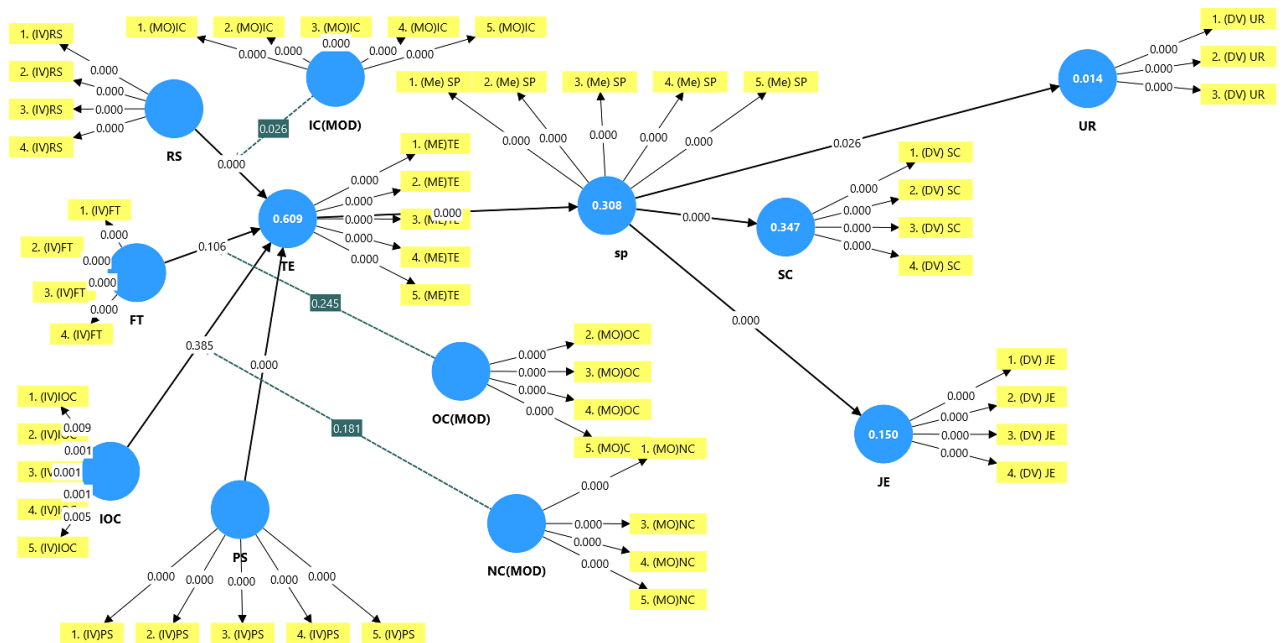 1. (IV)RS
2. (IV)RS
3. (IV)RS
4. (IV)RS
0.000
0.000
0.000
0.000
RS
1. (MO)IC
2. (MO)IC
3. (MO)IC
4. (MO)IC
5. (MO)IC
0.000
0.000
0.000
0.000
0.000
IC(MOD)
0.026
0.000
1. (Me) SP
2. (Me) SP
3. (Me) SP
4. (Me) SP
5. (Me) SP
0.000
0.000
0.000
0.000
0.000
0.308
sp
1. (DV) UR
2. (DV) UR
3. (DV) UR
0.000
0.000
0.000
0.014
UR
0.026
1. (ME)TE
2. (ME)TE
3. (ME)TE
4. (ME)TE
5. (ME)TE
0.000
0.000
0.000
0.000
0.000
0.609
TE
0.000
1. (DV) SC
2. (DV) SC
3. (DV) SC
4. (DV) SC
0.000
0.000
0.000
0.000
0.000
0.347
SC
1. (IV)FT
2. (IV)FT
3. (IV)FT
4. (IV)FT
0.000
0.000
0.000
0.000
FT
0.106
0.245
0.385
0.000
0.181
0.000
2. (MO)OC
3. (MO)OC
4. (MO)OC
5. (MO)C
0.000
0.000
0.000
0.000
OC(MOD)
1. (DV) JE
2. (DV) JE
3. (DV) JE
4. (DV) JE
0.000
0.000
0.000
0.000
0.150
JE
1. (IV)IOC
2. (IV)IOC
3. (IV
4. (IV)IOC
5. (IV)IOC
0.009
0.001
0.001
0.001
0.005
IOC
1. (MO)NC
3. (MO)NC
4. (MO)NC
5. (MO)NC
0.000
0.000
0.000
0.000
NC(MOD)
PS
0.000
0.000
0.000
0.000
0.000
1. (IV)PS
2. (IV)PS
3. (IV)PS
4. (IV)PS
5. (IV)PS